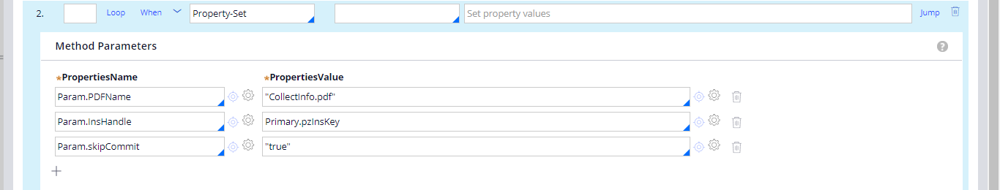 2. Loop When Property-Set Set property values Jump
Method Parameters ?
*PropertiesName *PropertiesValue
Param.PDFName "CollectInfo.pdf"
Param.InsHandle Primary.pzInsKey
Param.skipCommit "true"